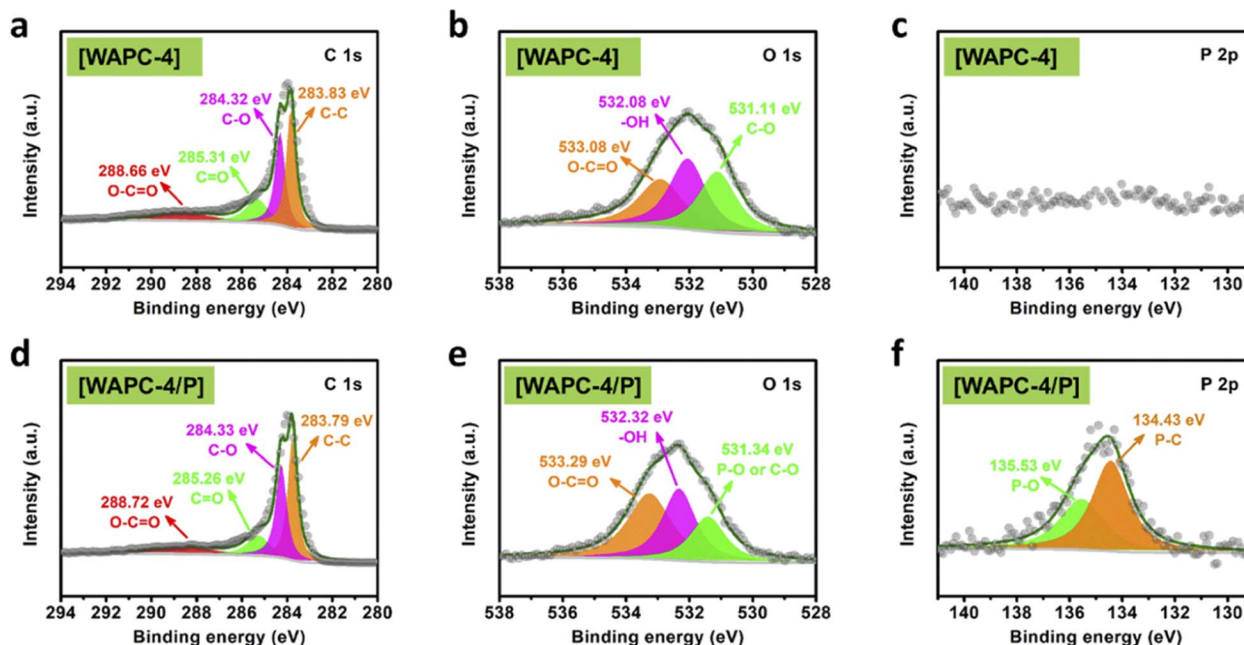 a
[WAPC-4]
C 1s
283.83 eV
C-C
284.32 eV
C-O
285.31 eV
C=O
288.66 eV
O-C=O
Intensity (a.u.)
294 292 290 288 286 284 282 280
Binding energy (eV)
b
[WAPC-4]
O 1s
532.08 eV
-OH
531.11 eV
C-O
533.08 eV
O-C=O
Intensity (a.u.)
538 536 534 532 530 528
Binding energy (eV)
c
[WAPC-4]
P 2p
Intensity (a.u.)
140 138 136 134 132 130
Binding energy (eV)
d
[WAPC-4/P]
C 1s
283.79 eV
C-C
284.33 eV
C-O
285.26 eV
C=O
288.72 eV
O-C=O
Intensity (a.u.)
294 292 290 288 286 284 282 280
Binding energy (eV)
e
[WAPC-4/P]
O 1s
532.32 eV
-OH
531.34 eV
P-O or C-O
533.29 eV
O-C=O
Intensity (a.u.)
538 536 534 532 530 528
Binding energy (eV)
f
[WAPC-4/P]
P 2p
134.43 eV
P-C
135.53 eV
P-O
Intensity (a.u.)
140 138 136 134 132 130
Binding energy (eV)